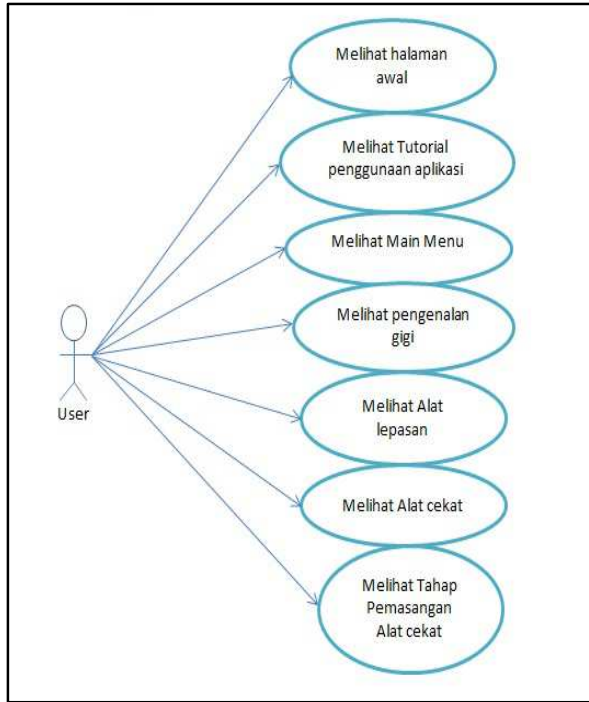 Melihat halaman
awal
Melihat Tutorial
penggunaan aplikasi
Melihat Main Menu
Melihat pengenalan
gigi
User
Melihat Alat
lepasan
Melihat Alat cekat
Melihat Tahap
Pemasangan
Alat cekat